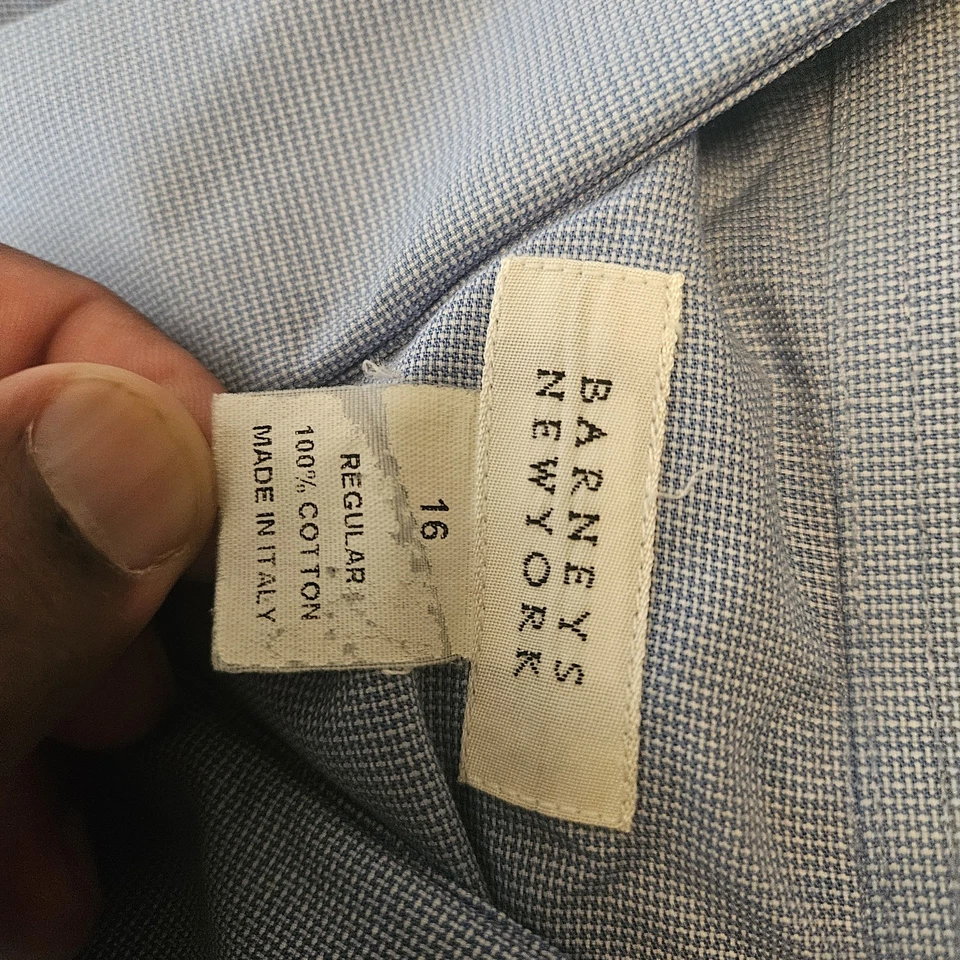 BARNEYS
NEW YORK
16
REGULAR
100% COTTON
MADE IN ITALY